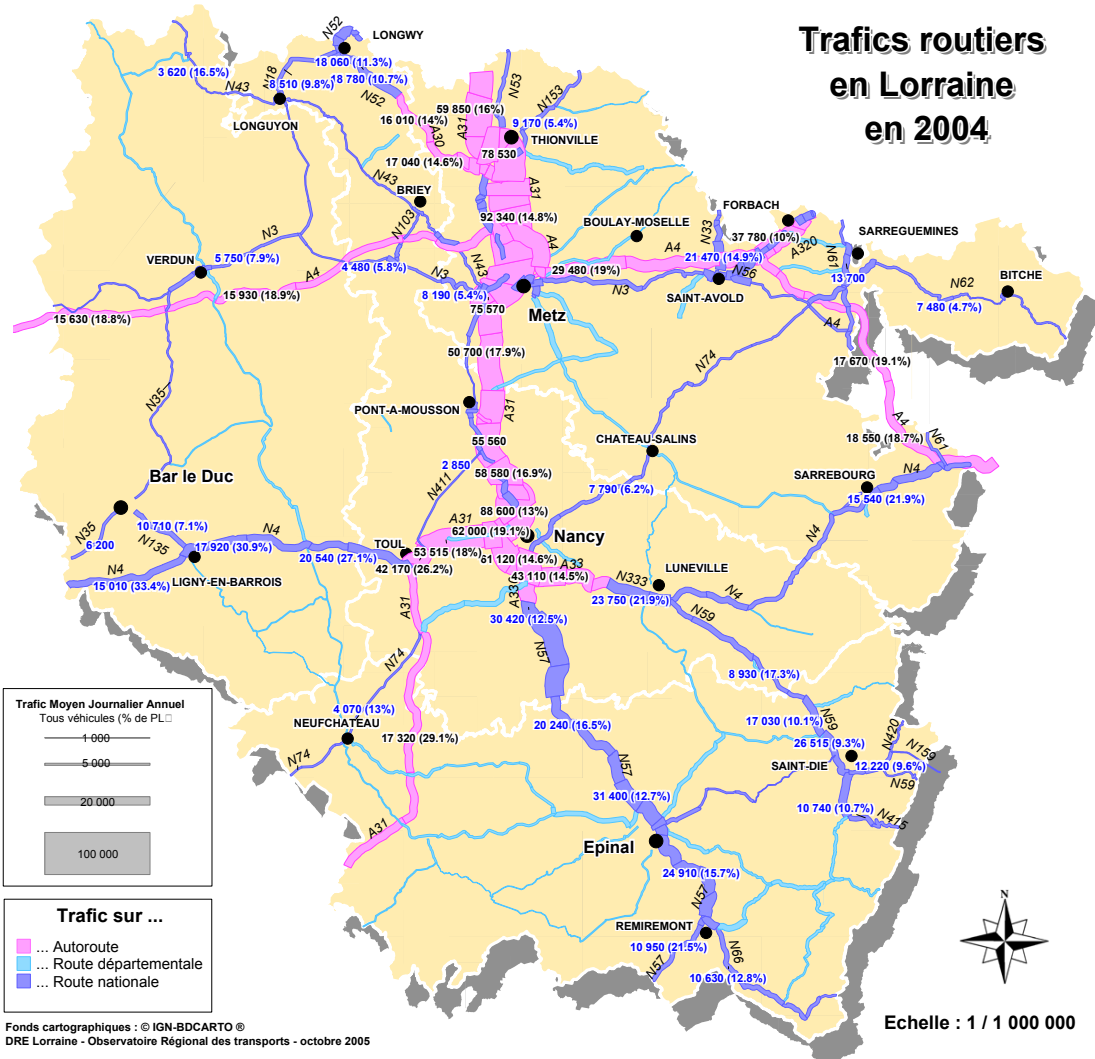 Trafics routiers
en Lorraine
en 2004
N52
LONGWY
18 060 (11.3%)
3 620 (16.5%)
N18
18 780 (10.7%)
N43
8 510 (9.8%)
N52
LONGUYON
16 010 (14%)
A30
59 850 (16%)
A31
N53
N153
9 170 (5.4%)
THIONVILLE
78 530
17 040 (14.6%)
N43
BRIEY
A31
92 340 (14.8%)
N103
BOULAY-MOSELLE
FORBACH
N33
37 780 (10%)
A320
SARREGUEMINES
N61
N3
VERDUN
5 750 (7.9%)
A4
4 480 (5.8%)
N3
N43
A4
A4
21 470 (14.9%)
29 480 (19%)
N56
N3
SAINT-AVOLD
13 700
BITCHE
N62
7 480 (4.7%)
15 930 (18.9%)
8 190 (5.4%)
75 570
Metz
15 630 (18.8%)
A4
50 700 (17.9%)
17 670 (19.1%)
N74
N35
PONT-A-MOUSSON
A31
A4
55 560
CHATEAU-SALINS
18 550 (18.7%)
N61
2 850
58 580 (16.9%)
N411
7 790 (6.2%)
SARREBOURG
N4
15 540 (21.9%)
Bar le Duc
88 600 (13%)
N35
6 200
10 710 (7.1%)
N135
N4
17 920 (30.9%)
A31
62 000 (19.1%)
Nancy
TOUL
53 515 (18%)
20 540 (27.1%)
42 170 (26.2%)
61 120 (14.6%)
A33
43 110 (14.5%)
N4
N4
15 010 (33.4%)
LIGNY-EN-BARROIS
A330
N333
LUNEVILLE
23 750 (21.9%)
N4
A31
30 420 (12.5%)
N59
N74
N57
8 930 (17.3%)
Trafic Moyen Journalier Annuel
Tous véhicules (% de PL
1 000
5 000
20 000
100 000
4 070 (13%)
NEUFCHATEAU
17 320 (29.1%)
N74
20 240 (16.5%)
17 030 (10.1%)
N59
26 515 (9.3%)
N420
N159
SAINT-DIE
12 220 (9.6%)
N59
N57
31 400 (12.7%)
10 740 (10.7%)
N415
A31
Epinal
24 910 (15.7%)
N57
REMIREMONT
10 950 (21.5%)
N57
N66
10 630 (12.8%)
Trafic sur ...
... Autoroute
... Route départementale
... Route nationale
N
Echelle : 1 / 1 000 000
Fonds cartographiques : © IGN-BDCARTO ®
DRE Lorraine - Observatoire Régional des transports - octobre 2005